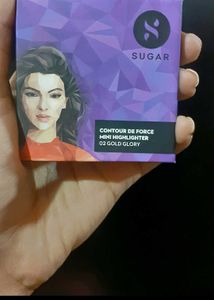 SUGAR
CONTOUR DE FORCE
MINI HIGHLIGHTER
02 GOLD GLORY